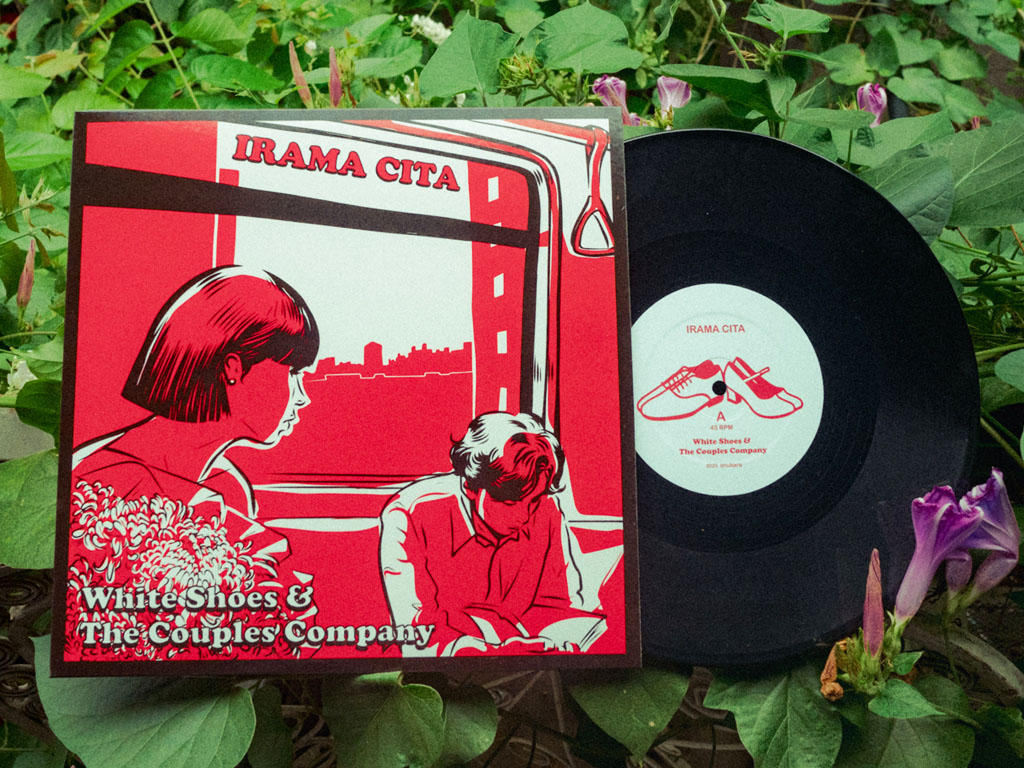 IRAMA CITA
White Shoes &
The Couples Company
IRAMA CITA
A
45 RPM
White Shoes &
The Couples Company